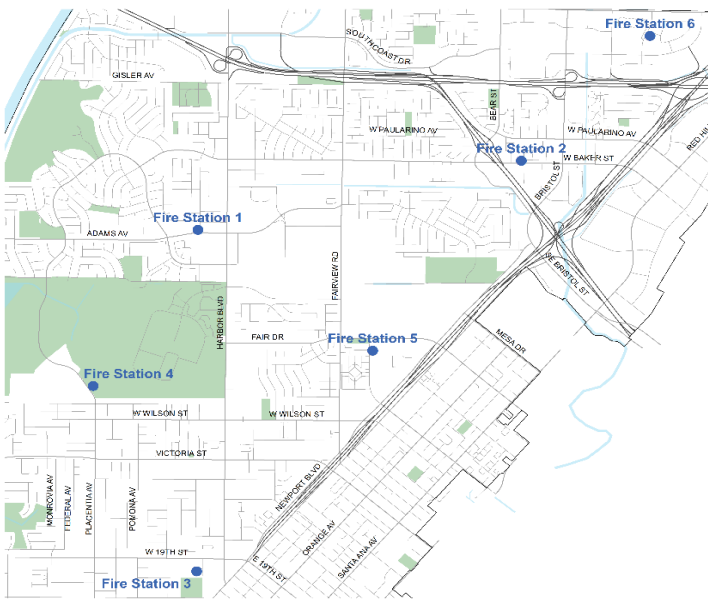 Fire Station 6
SOUTHCOAST DR
GISLER AV
BEAR ST
W PAULARINO AV
W PAULARINO AV
RED
Fire Station 2
W BAKER ST
BRISTOL ST
Fire Station 1
ADAMS AV
FAIRVIEW RD
SE BRISTOL ST
HARBOR BLVD
FAIR DR
Fire Station 5
MESA DR
Fire Station 4
W WILSON ST
W WILSON ST
VICTORIA ST
MONROVIA AV
FEDERAL AV
PLACENTIA AV
POMONA AV
NEWPORT BLVD
ORANGE AV
SANTA ANA AV
W 19TH ST
E 19TH ST
Fire Station 3